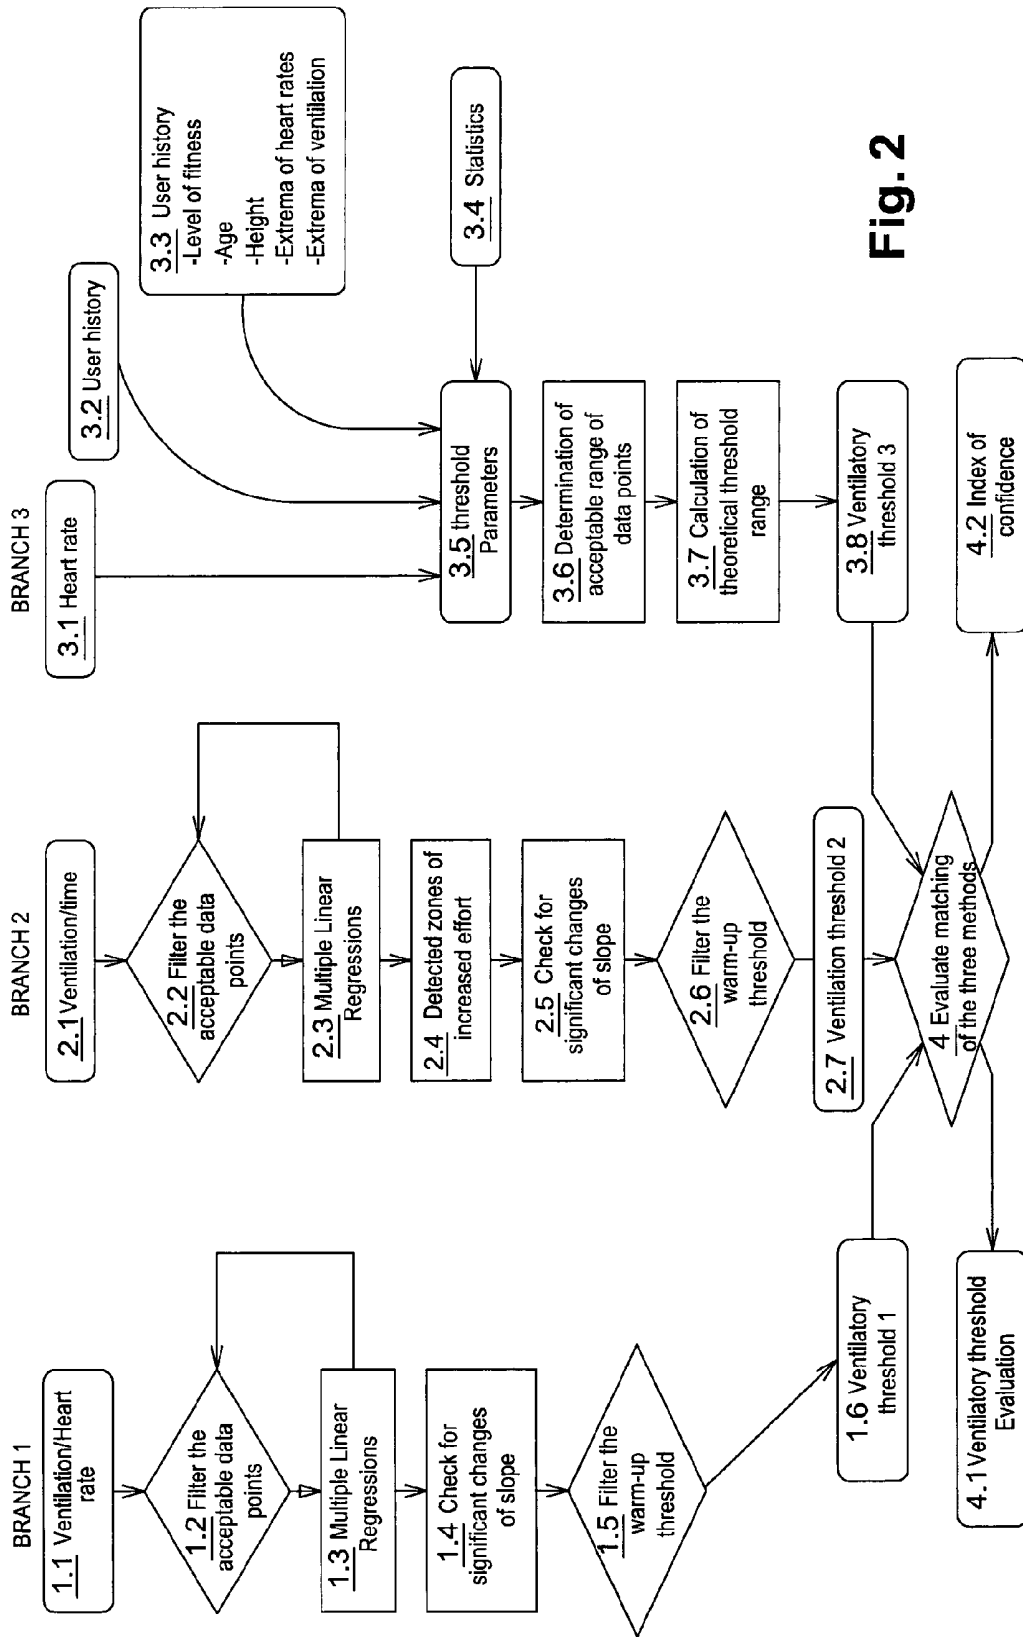 BRANCH 1
1.1 Ventilation/Heart
rate
1.2 Filter the
acceptable data
points
1.3 Multiple Linear
Regressions
1.4 Check for
significant changes
of slope
1.5 Filter the
warm-up
threshold
1.6 Ventilatory
threshold 1
BRANCH 2
2.1 Ventilation/time
2.2 Filter the
acceptable data
points
2.3 Multiple Linear
Regressions
2.4 Detected zones of
increased effort
2.5 Check for
significant changes
of slope
2.6 Filter the
warm-up
threshold
2.7 Ventilation threshold 2
BRANCH 3
3.1 Heart rate
3.2 User history
3.3 User history
-Level of fitness
-Age
-Height
-Extrema of heart rates
-Extrema of ventilation
3.4 Statistics
3.5 threshold
Parameters
3.6 Determination of
acceptable range of
data points
3.7 Calculation of
theoretical threshold
range
3.8 Ventilatory
threshold 3
4 Evaluate matching
of the three methods
4.1 Ventilatory threshold
Evaluation
4.2 Index of
confidence
Fig. 2